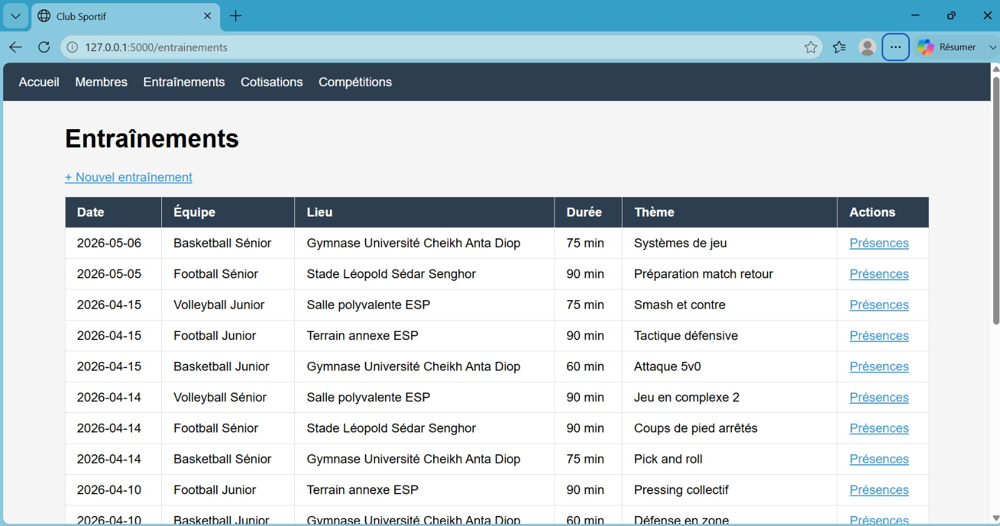 Club Sportif
127.0.0.1:5000/entrainements
Résumer
Accueil Membres Entraînements Cotisations Compétitions
Entraînements
+ Nouvel entraînement
Date Équipe Lieu Durée Thème Actions
2026-05-06 Basketball Sénior Gymnase Université Cheikh Anta Diop 75 min Systèmes de jeu Présences
2026-05-05 Football Sénior Stade Léopold Sédar Senghor 90 min Préparation match retour Présences
2026-04-15 Volleyball Junior Salle polyvalente ESP 75 min Smash et contre Présences
2026-04-15 Football Junior Terrain annexe ESP 90 min Tactique défensive Présences
2026-04-15 Basketball Junior Gymnase Université Cheikh Anta Diop 60 min Attaque 5v0 Présences
2026-04-14 Volleyball Sénior Salle polyvalente ESP 90 min Jeu en complexe 2 Présences
2026-04-14 Football Sénior Stade Léopold Sédar Senghor 90 min Coups de pied arrêtés Présences
2026-04-14 Basketball Sénior Gymnase Université Cheikh Anta Diop 75 min Pick and roll Présences
2026-04-10 Football Junior Terrain annexe ESP 90 min Pressing collectif Présences
2026-04-10 Basketball Junior Gymnase Université Cheikh Anta Diop 60 min Défense en zone Présences